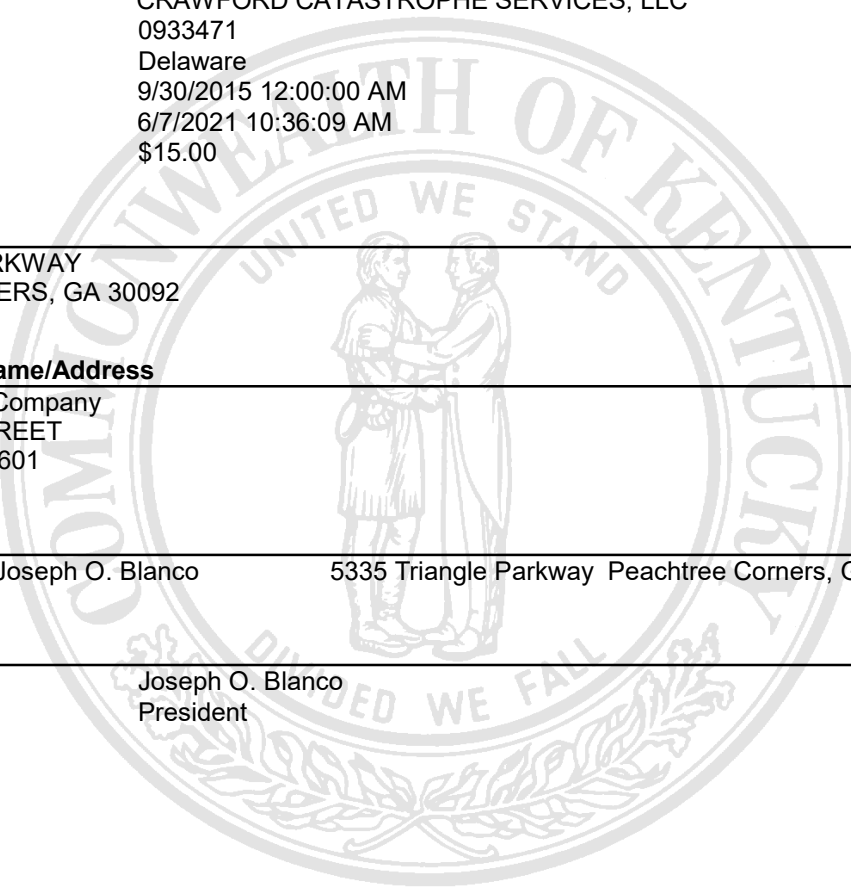 CRAWFORD CATASTROPHE SERVICES, LLC
0933471
Delaware
9/30/2015 12:00:00 AM
6/7/2021 10:36:09 AM
$15.00
COMMONWEALTH OF KENTUCKY
UNITED WE STAND
RKWAY
ERS, GA 30092
ame/Address
Company
REET
601
Joseph O. Blanco 5335 Triangle Parkway Peachtree Corners,
DIVIDED WE FALL
Joseph O. Blanco
President